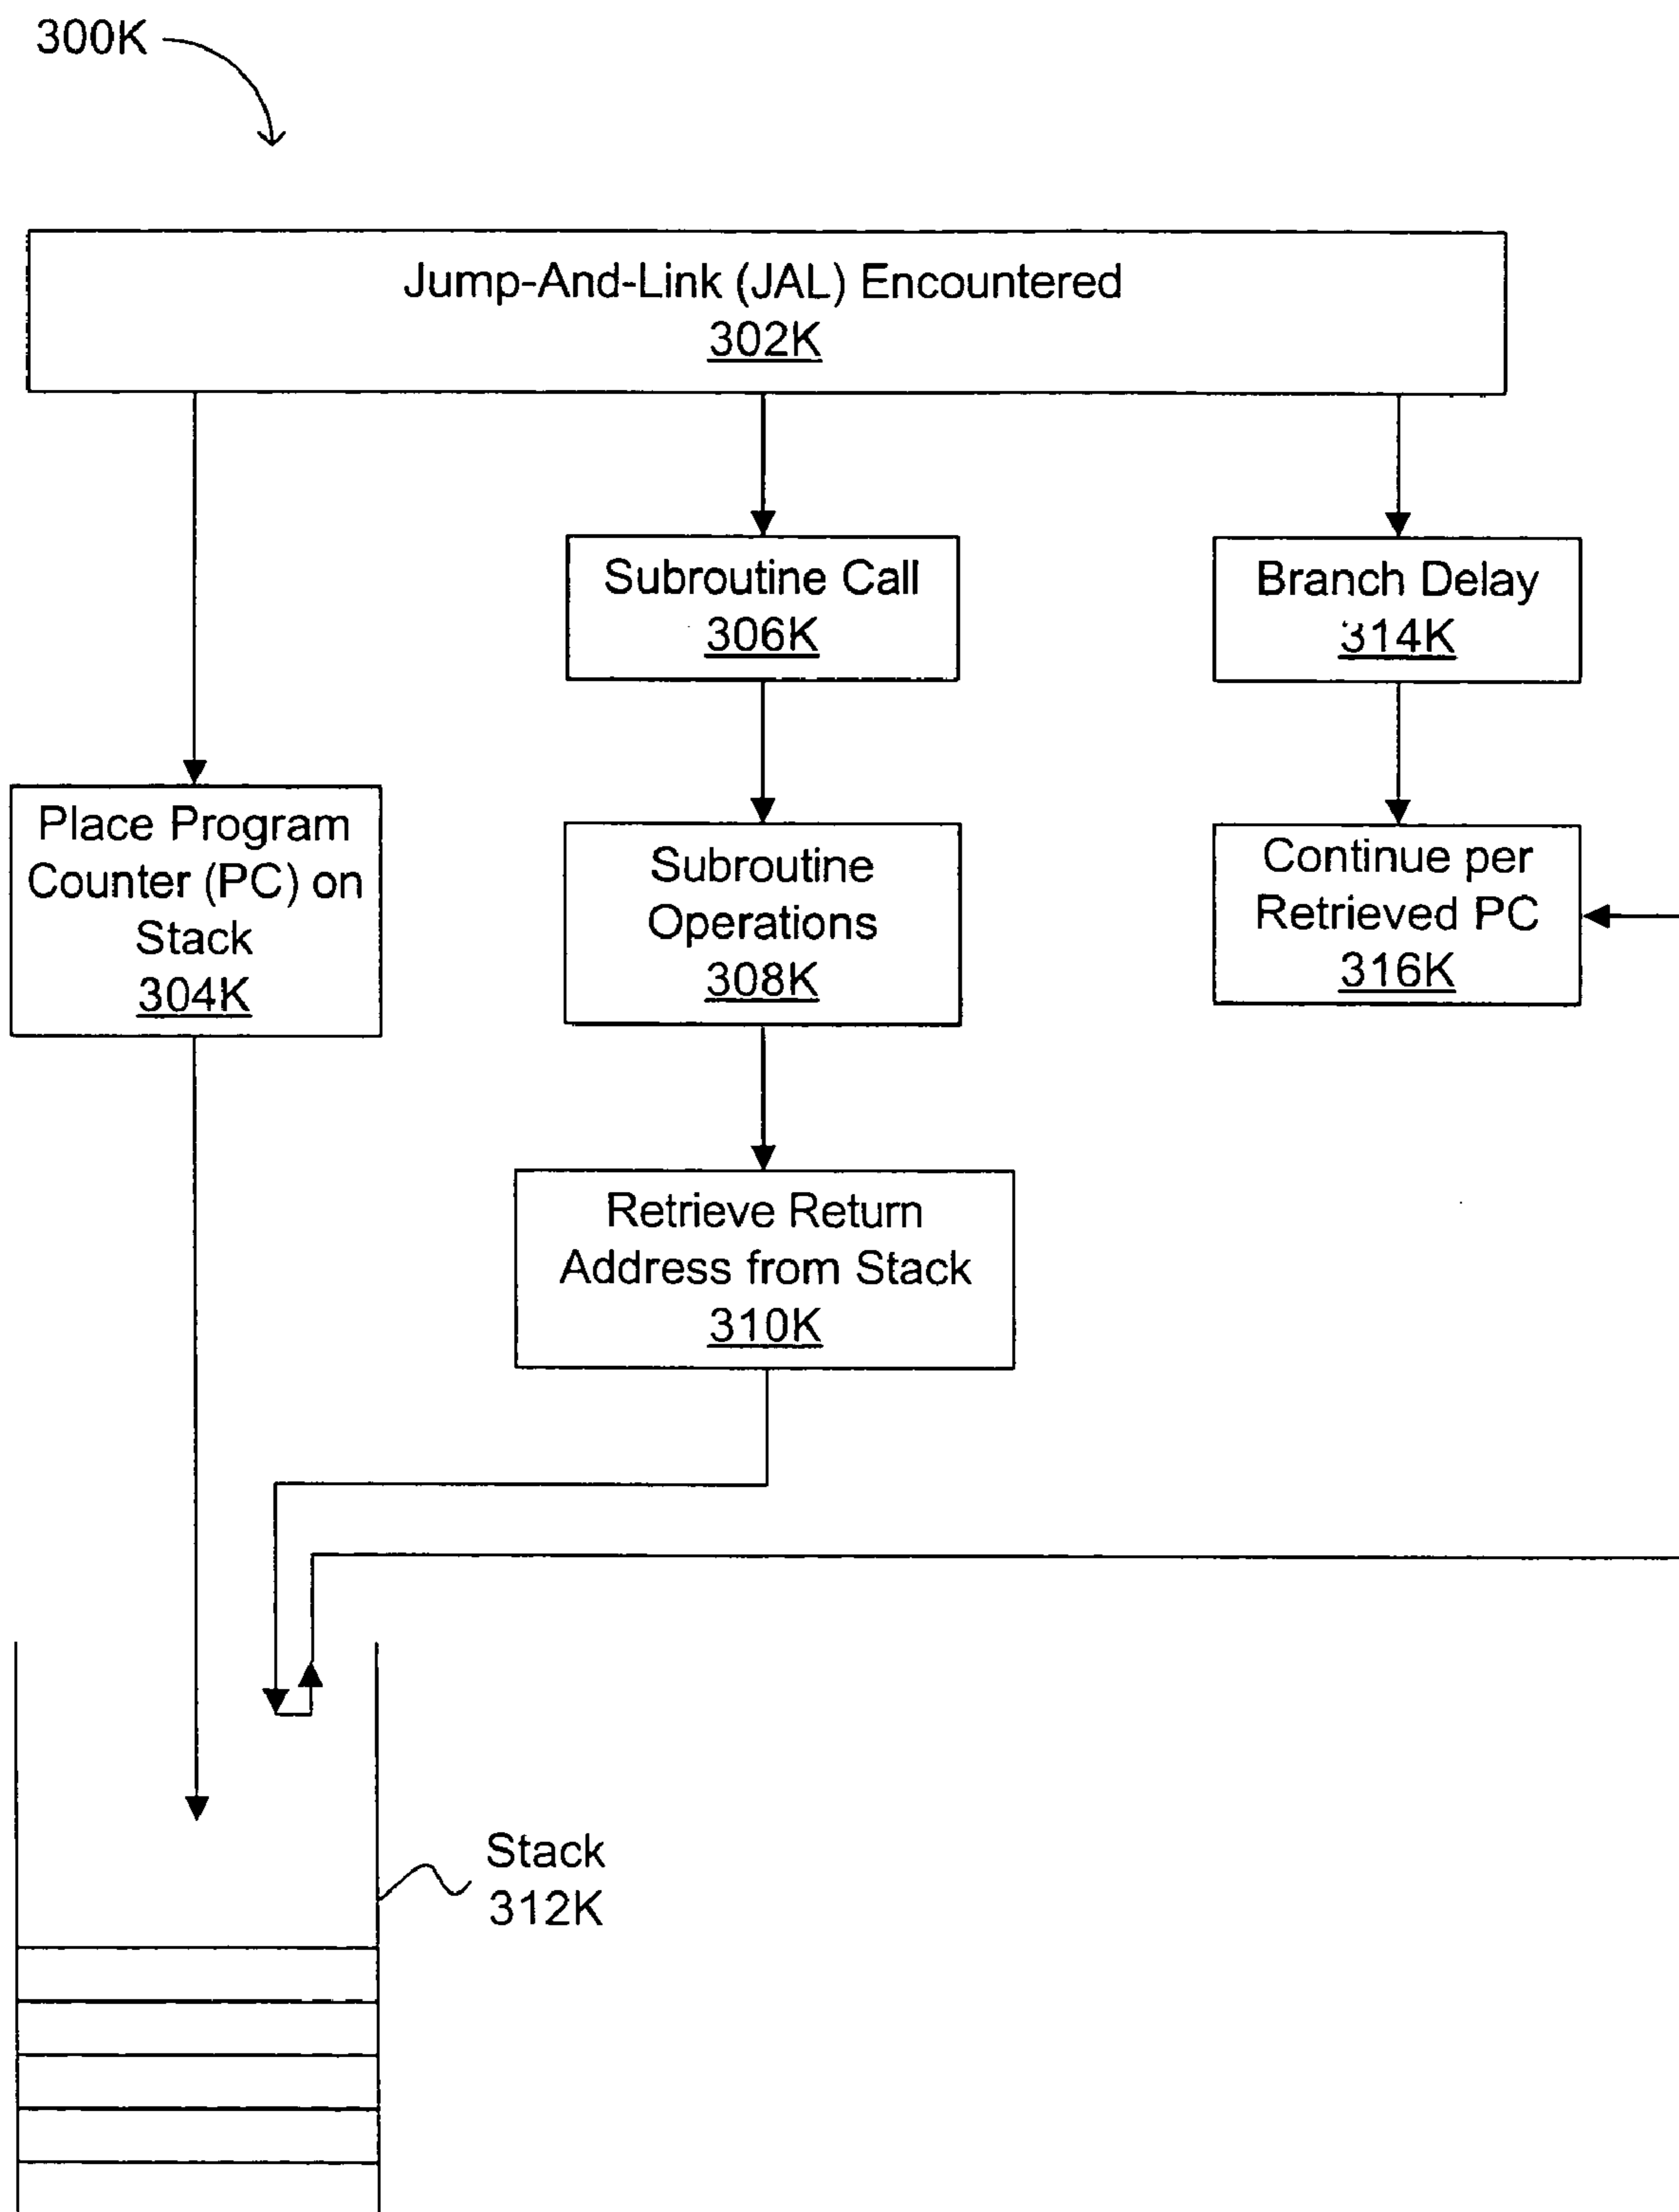 300K
Jump-And-Link (JAL) Encountered
302K
Subroutine Call
306K
Branch Delay
314K
Place Program
Counter (PC) on
Stack
304K
Subroutine
Operations
308K
Continue per
Retrieved PC
316K
Retrieve Return
Address from Stack
310K
Stack
312K